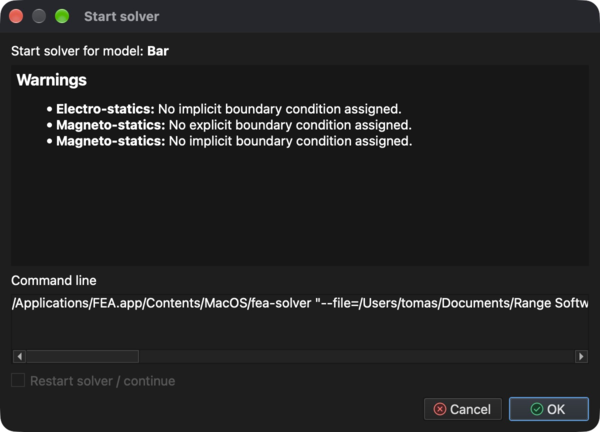 Start solver
Start solver for model: Bar
Warnings
• Electro-statics: No implicit boundary condition assigned.
• Magneto-statics: No explicit boundary condition assigned.
• Magneto-statics: No implicit boundary condition assigned.
Command line
/Applications/FEA.app/Contents/MacOS/fea-solver "--file=/Users/tomas/Documents/Range Softw
Restart solver / continue
Cancel
OK